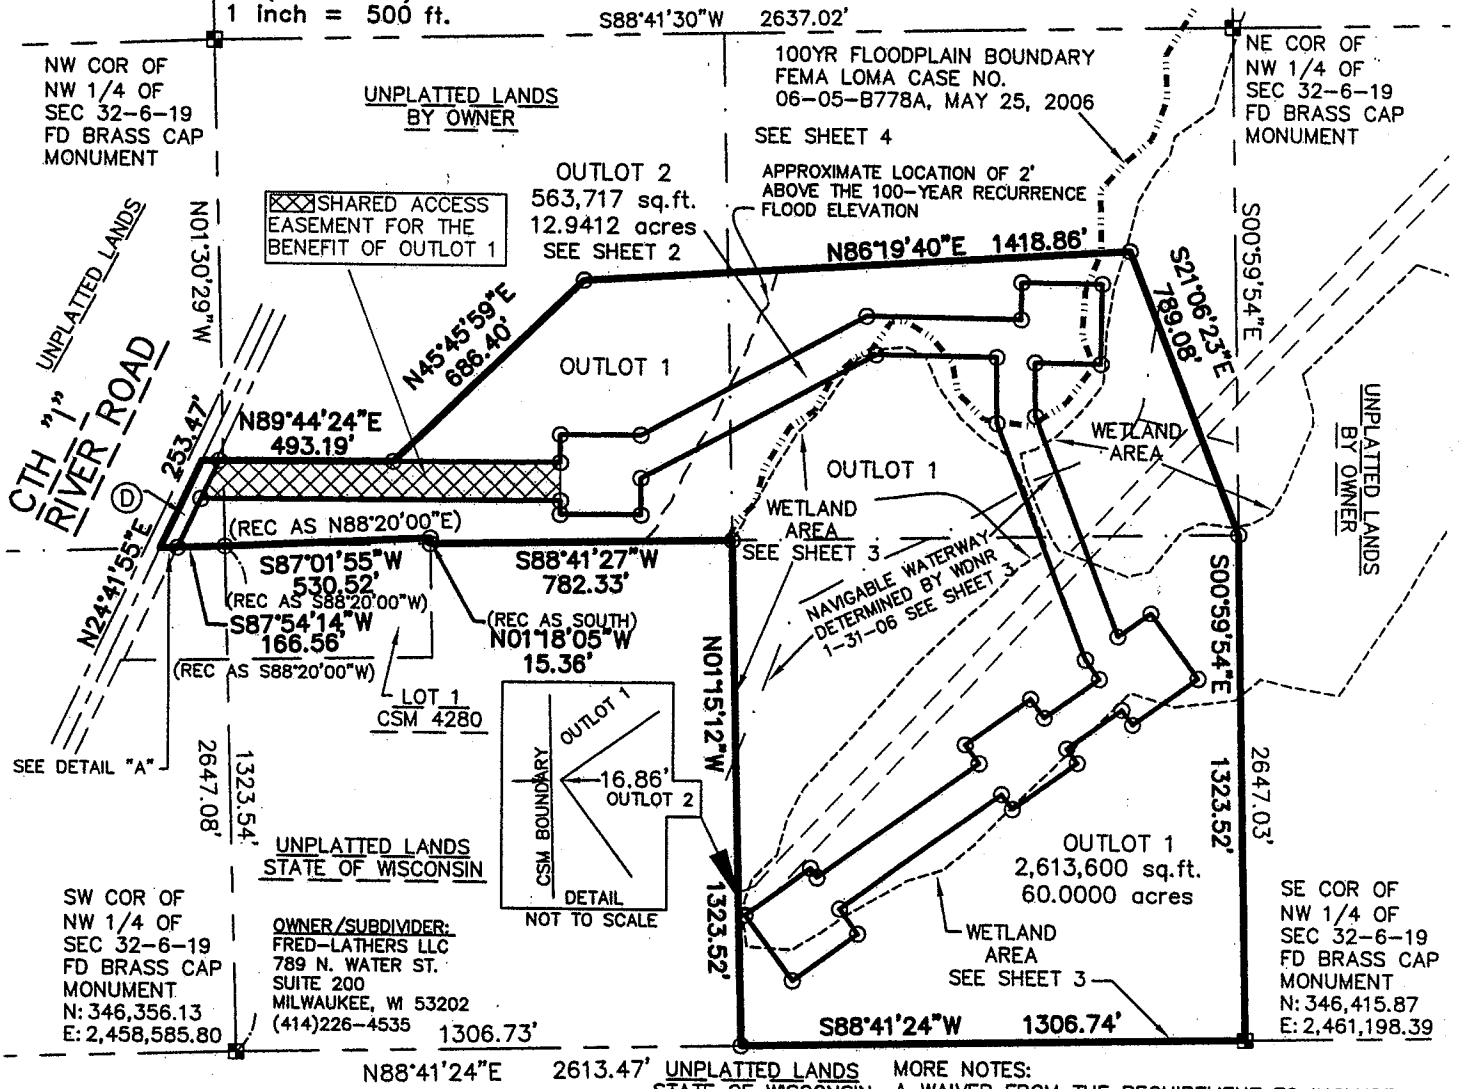 1 inch = 500 ft.
S88°41'30"W 2637.02'
NW COR OF
NW 1/4 OF
SEC 32-6-19
FD BRASS CAP
MONUMENT
UNPLATTED LANDS
BY OWNER
100YR FLOODPLAIN BOUNDARY
FEMA LOMA CASE NO.
06-05-B778A, MAY 25, 2006
SEE SHEET 4
NE COR OF
NW 1/4 OF
SEC 32-6-19
FD BRASS CAP
MONUMENT
OUTLOT 2
563,717 sq.ft.
12.9412 acres
SEE SHEET 2
APPROXIMATE LOCATION OF 2'
ABOVE THE 100-YEAR RECURRENCE
FLOOD ELEVATION
SHARED ACCESS
EASEMENT FOR THE
BENEFIT OF OUTLOT 1
UNPLATTED LANDS
N01°30'29"W
S00°59'54"E
N86°19'40"E 1418.86'
S21°06'23"E
789.08'
N45°45'59"E
686.40'
OUTLOT 1
CTH "I"
RIVER ROAD
253.47'
N89°44'24"E
493.19'
D
WETLAND
AREA
UNPLATTED LANDS
BY OWNER
OUTLOT 1
WETLAND
AREA
SEE SHEET 3
(REC AS N88°20'00"E)
S87°01'55"W
530.52'
(REC AS S88°20'00"W)
S88°41'27"W
782.33'
N24°41'55"E
S87°54'14"W
166.56'
(REC AS S88°20'00"W)
(REC AS SOUTH)
N01°18'05"W
15.36'
NAVIGABLE WATERWAY
DETERMINED BY WDNR
1-31-06 SEE SHEET 3
LOT 1
CSM 4280
N01°15'12"W
1323.52'
S00°59'54"E
1323.52'
2647.03'
SEE DETAIL "A"
2647.08'
1323.54'
CSM BOUNDARY
OUTLOT 1
16.86'
OUTLOT 2
DETAIL
NOT TO SCALE
UNPLATTED LANDS
STATE OF WISCONSIN
OUTLOT 1
2,613,600 sq.ft.
60.0000 acres
SW COR OF
NW 1/4 OF
SEC 32-6-19
FD BRASS CAP
MONUMENT
N: 346,356.13
E: 2,458,585.80
OWNER/SUBDIVIDER:
FRED-LATHERS LLC
789 N. WATER ST.
SUITE 200
MILWAUKEE, WI 53202
(414)226-4535
1306.73'
WETLAND
AREA
SEE SHEET 3
S88°41'24"W 1306.74'
SE COR OF
NW 1/4 OF
SEC 32-6-19
FD BRASS CAP
MONUMENT
N: 346,415.87
E: 2,461,198.39
N88°41'24"E 2613.47'
UNPLATTED LANDS
STATE OF WISCONSIN
MORE NOTES:
A WAIVER FROM THE REQUIREMENT TO INCLUDE